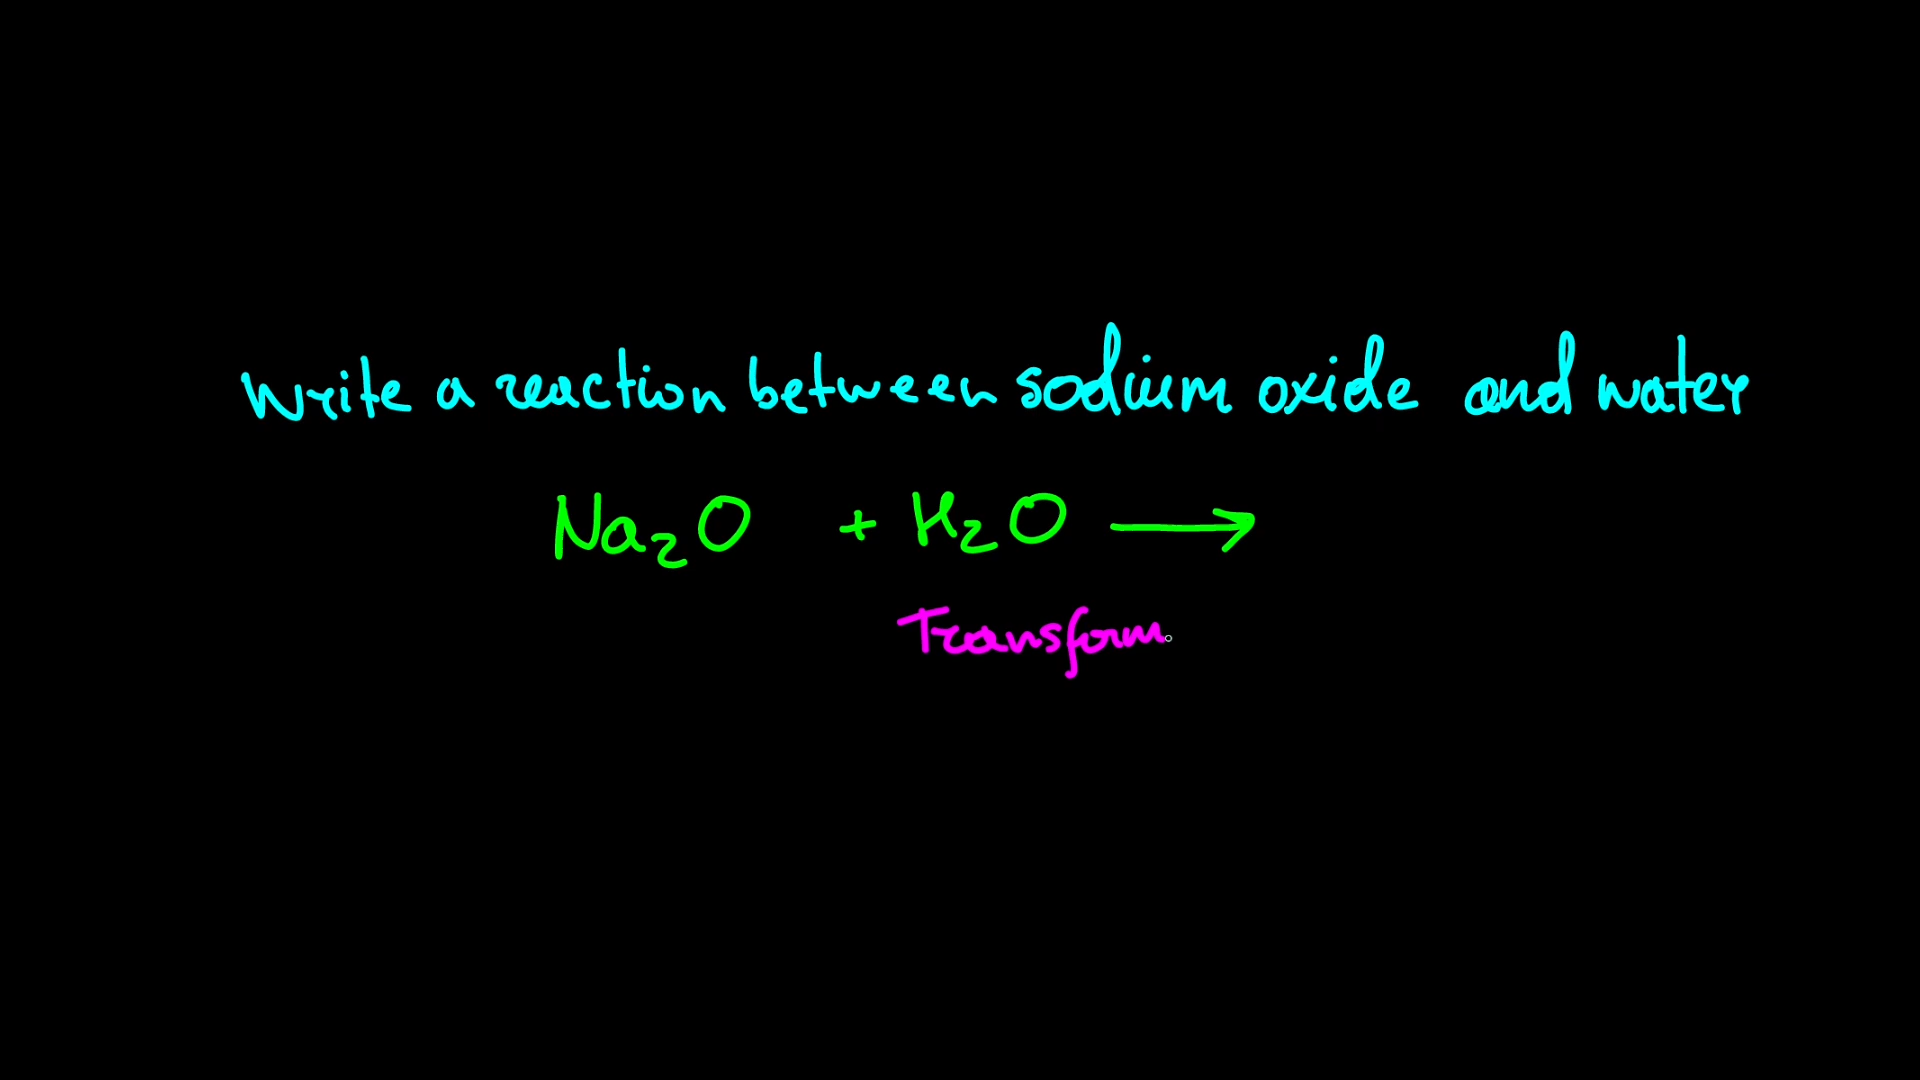 Write a reaction between sodium oxide and water
Na₂O + H₂O ⟶
Transform